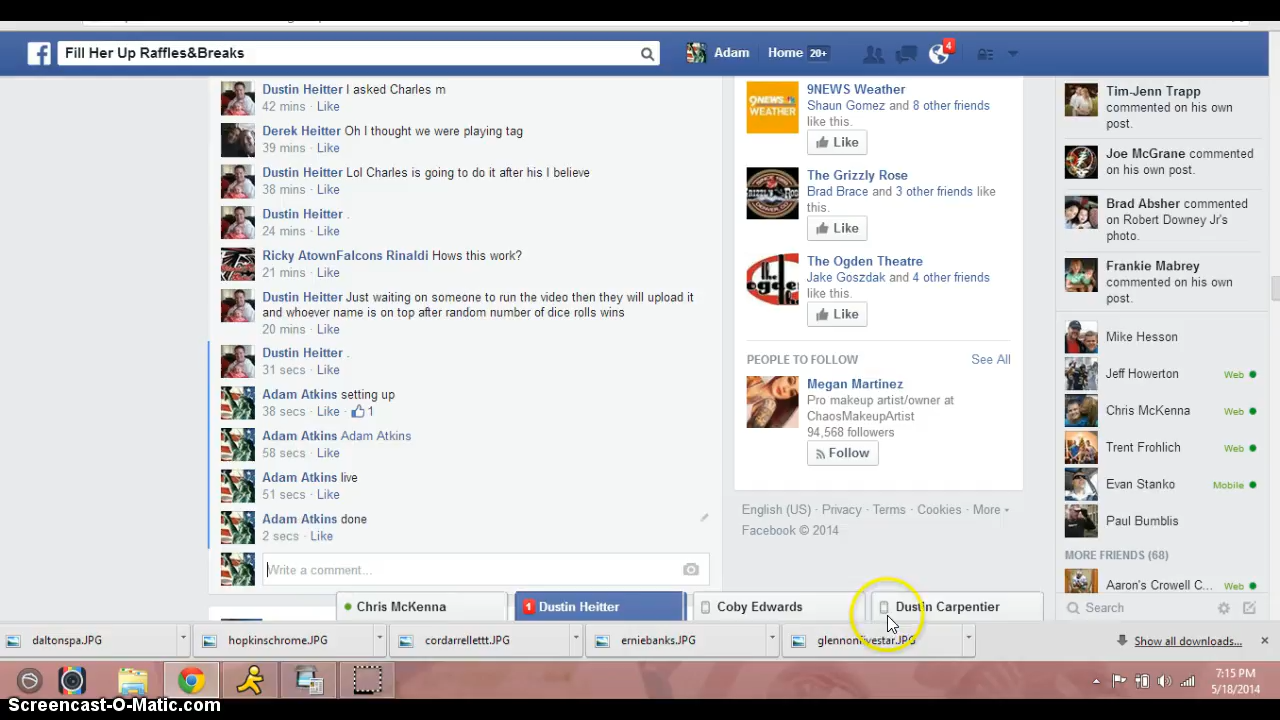 Fill Her Up Raffles&Breaks
Adam
Home 20+
4
Dustin Heitter I asked Charles m
42 mins · Like
Derek Heitter Oh I thought we were playing tag
39 mins · Like
Dustin Heitter Lol Charles is going to do it after his I believe
38 mins · Like
Dustin Heitter .
24 mins · Like
Ricky AtownFalcons Rinaldi Hows this work?
21 mins · Like
Dustin Heitter Just waiting on someone to run the video then they will upload it
and whoever name is on top after random number of dice rolls wins
20 mins · Like
Dustin Heitter .
31 secs · Like
Adam Atkins setting up
38 secs · Like · 1
Adam Atkins Adam Atkins
58 secs · Like
Adam Atkins live
51 secs · Like
Adam Atkins done
2 secs · Like
Write a comment...
9NEWS
WEATHER
9NEWS Weather
Shaun Gomez and 8 other friends
like this.
Like
The Grizzly Rose
Brad Brace and 3 other friends like
this.
Like
The Ogden Theatre
Jake Goszdak and 4 other friends
like this.
Like
PEOPLE TO FOLLOW
See All
Megan Martinez
Pro makeup artist/owner at
ChaosMakeupArtist
94,568 followers
Follow
English (US) · Privacy · Terms · Cookies · More
Facebook © 2014
Tim-Jenn Trapp
commented on his own
post.
Joe McGrane commented
on his own post.
Brad Absher commented
on Robert Downey Jr's
photo.
Frankie Mabrey
commented on his own
post.
Mike Hesson
Jeff Howerton Web
Chris McKenna Web
Trent Frohlich Web
Evan Stanko Mobile
Paul Bumblis
MORE FRIENDS (68)
Aaron's Crowell C... Web
Search
Chris McKenna
1 Dustin Heitter
Coby Edwards
Dustin Carpentier
daltonspa.JPG
hopkinschrome.JPG
cordarrellettt.JPG
erniebanks.JPG
glennonfivestar.JPG
Show all downloads...
7:15 PM
5/18/2014
Screencast-O-Matic.com